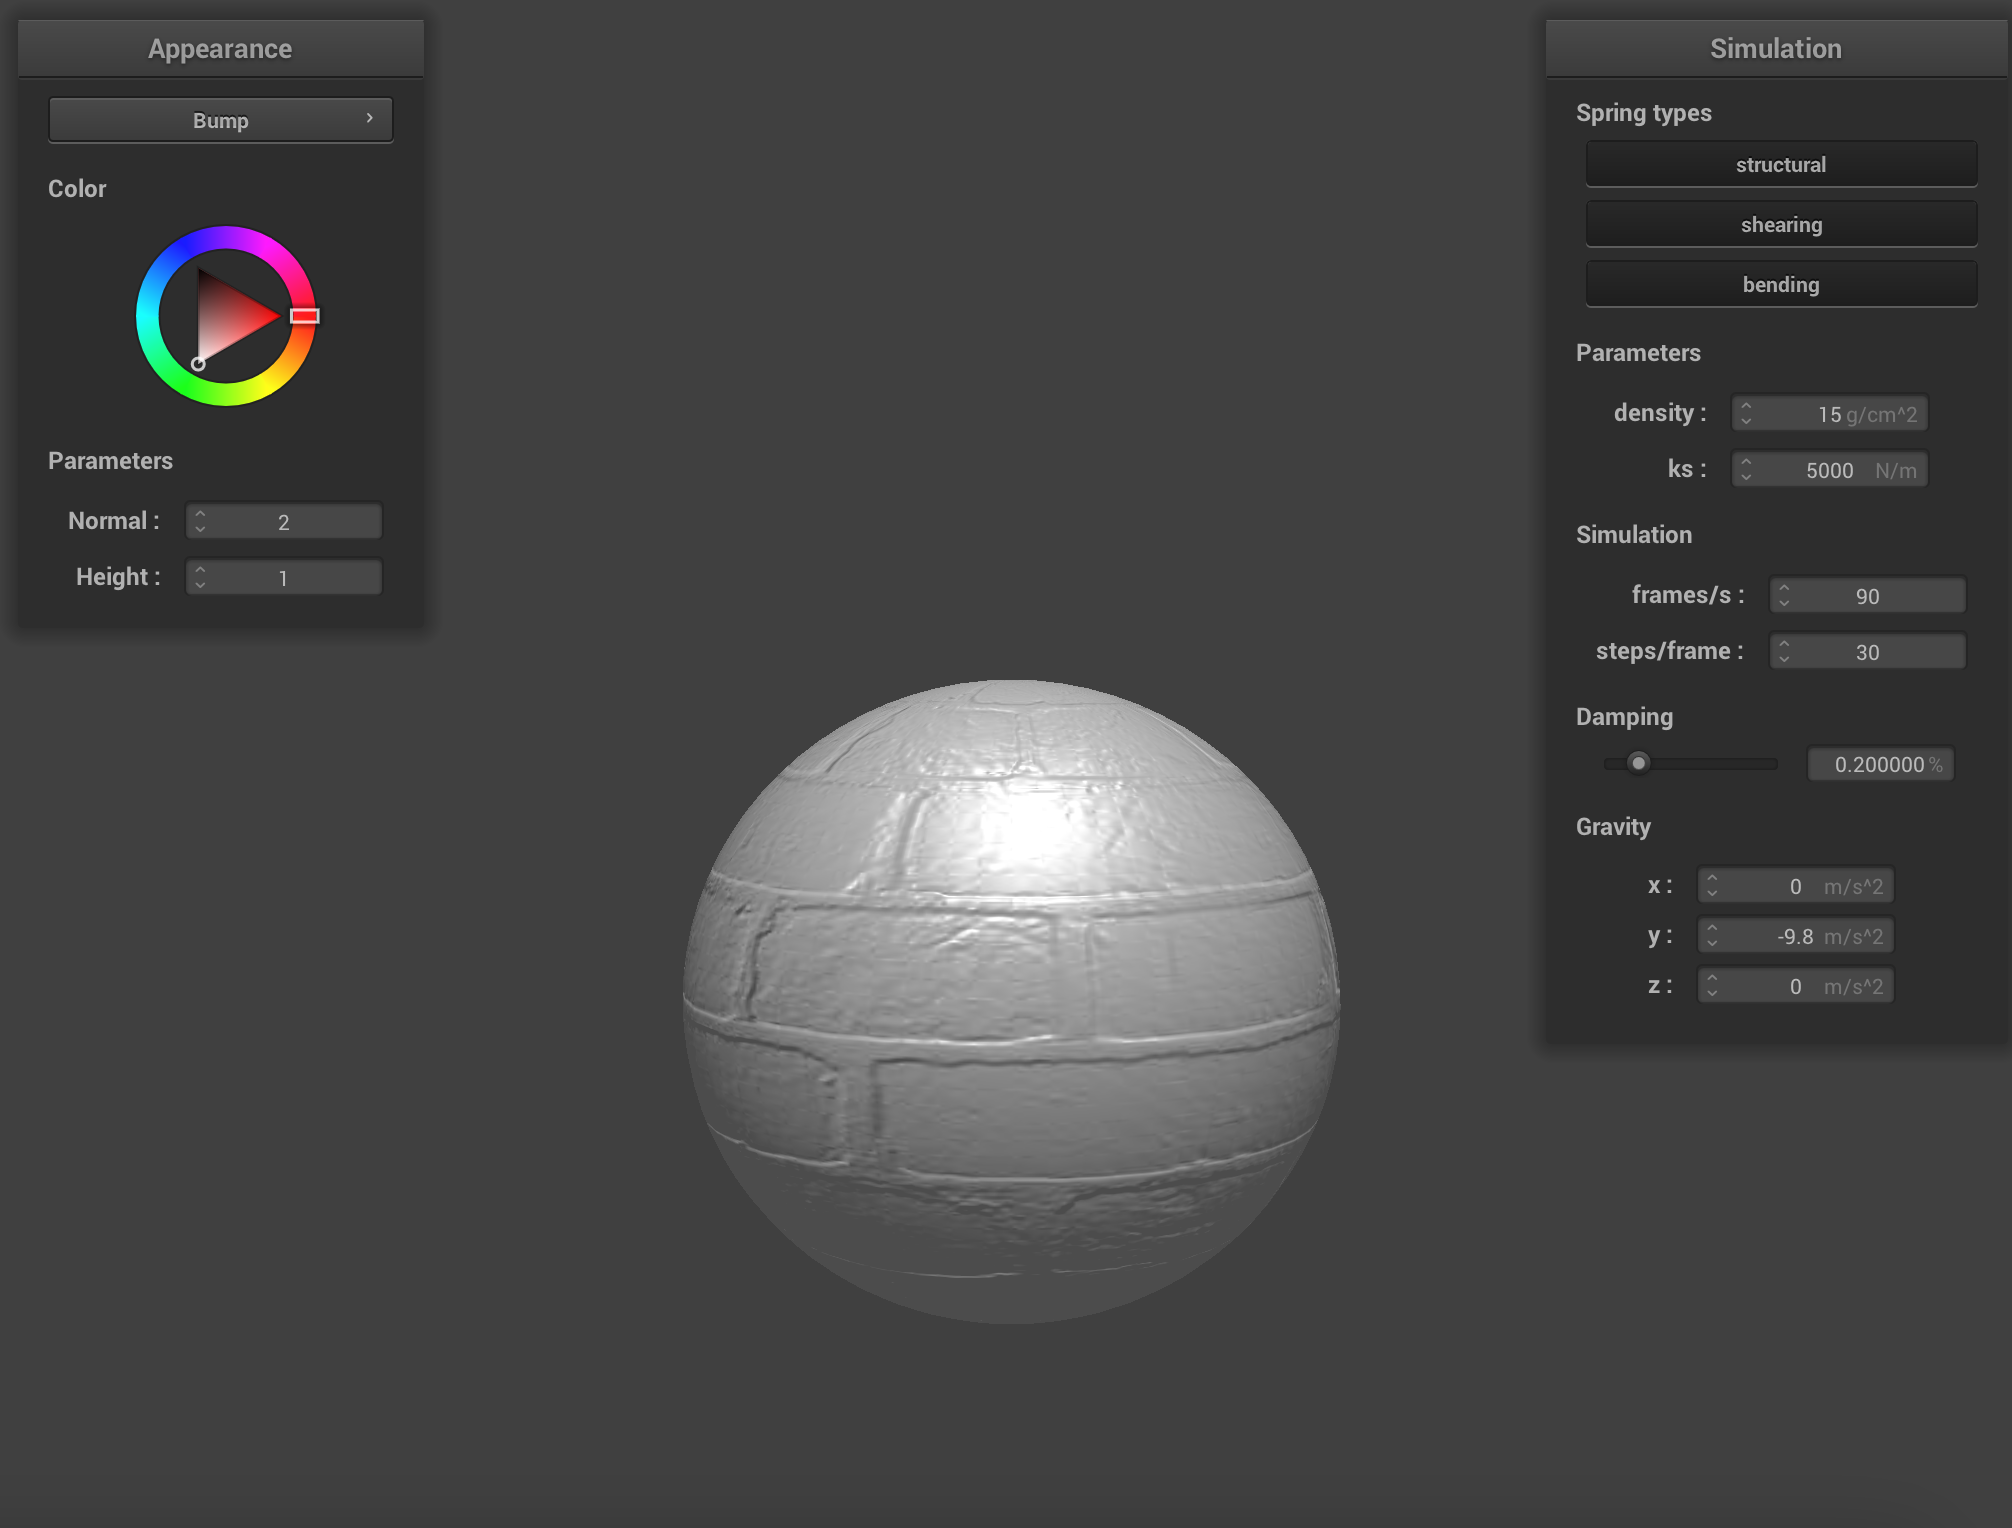 Appearance
Bump
Color
Parameters
Normal : 2
Height : 1
Simulation
Spring types
structural
shearing
bending
Parameters
density : 15 g/cm^2
ks : 5000 N/m
Simulation
frames/s : 90
steps/frame : 30
Damping
0.200000 %
Gravity
x : 0 m/s^2
y : -9.8 m/s^2
z : 0 m/s^2